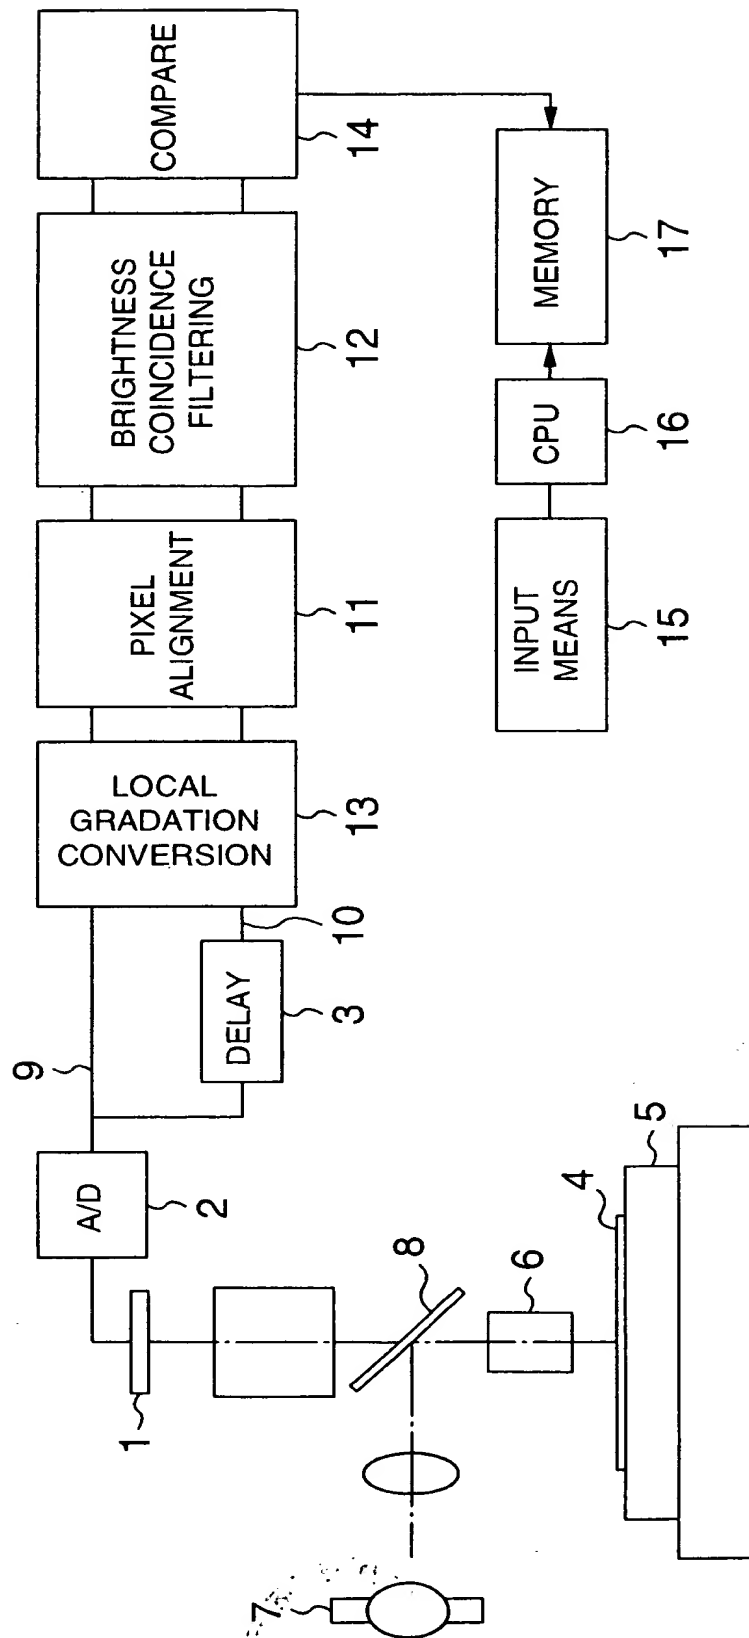 9
A/D
2
DELAY
3
10
LOCAL
GRADATION
CONVERSION
13
PIXEL
ALIGNMENT
11
BRIGHTNESS
COINCIDENCE
FILTERING
12
COMPARE
14
1
8
6
4
5
7
INPUT
MEANS
15
CPU
16
MEMORY
17